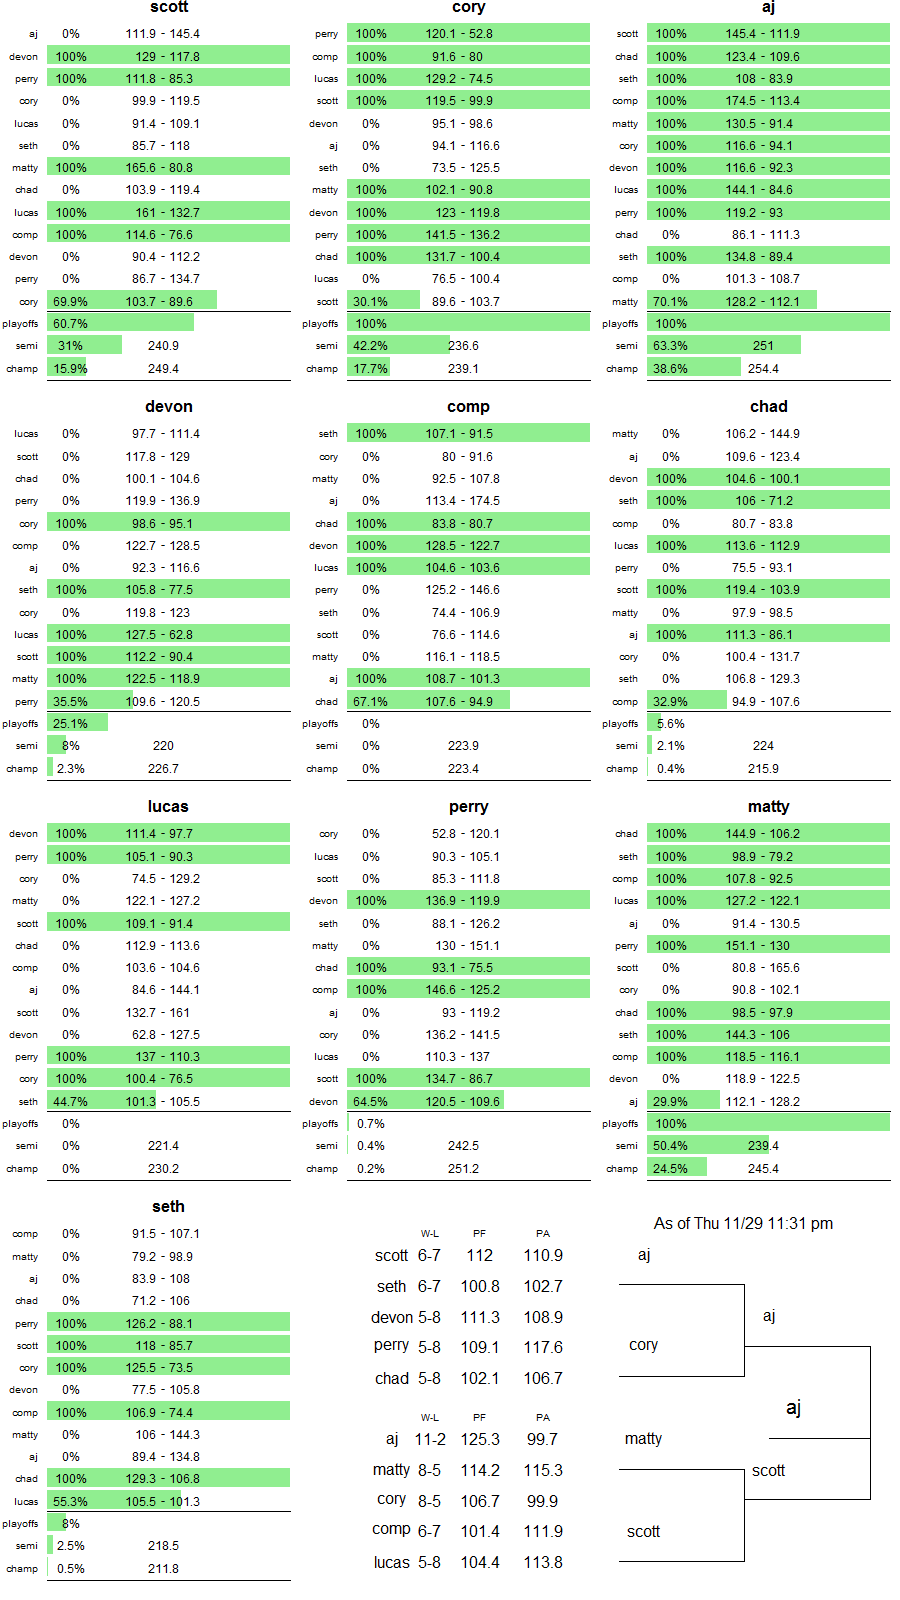 scott cory aj
aj 0% 111.9 - 145.4 perry 100% 120.1 - 52.8 scott 100% 145.4 - 111.9
devon 100% 129 - 117.8 comp 100% 91.6 - 80 chad 100% 123.4 - 109.6
perry 100% 111.8 - 85.3 lucas 100% 129.2 - 74.5 seth 100% 108 - 83.9
cory 0% 99.9 - 119.5 scott 100% 119.5 - 99.9 comp 100% 174.5 - 113.4
lucas 0% 91.4 - 109.1 devon 0% 95.1 - 98.6 matty 100% 130.5 - 91.4
seth 0% 85.7 - 118 aj 0% 94.1 - 116.6 cory 100% 116.6 - 94.1
matty 100% 165.6 - 80.8 seth 0% 73.5 - 125.5 devon 100% 116.6 - 92.3
chad 0% 103.9 - 119.4 matty 100% 102.1 - 90.8 lucas 100% 144.1 - 84.6
lucas 100% 161 - 132.7 devon 100% 123 - 119.8 perry 100% 119.2 - 93
comp 100% 114.6 - 76.6 perry 100% 141.5 - 136.2 chad 0% 86.1 - 111.3
devon 0% 90.4 - 112.2 chad 100% 131.7 - 100.4 seth 100% 134.8 - 89.4
perry 0% 86.7 - 134.7 lucas 0% 76.5 - 100.4 comp 0% 101.3 - 108.7
cory 69.9% 103.7 - 89.6 scott 30.1% 89.6 - 103.7 matty 70.1% 128.2 - 112.1
playoffs 60.7% playoffs 100% playoffs 100%
semi 31% 240.9 semi 42.2% 236.6 semi 63.3% 251
champ 15.9% 249.4 champ 17.7% 239.1 champ 38.6% 254.4
devon comp chad
lucas 0% 97.7 - 111.4 seth 100% 107.1 - 91.5 matty 0% 106.2 - 144.9
scott 0% 117.8 - 129 cory 0% 80 - 91.6 aj 0% 109.6 - 123.4
chad 0% 100.1 - 104.6 matty 0% 92.5 - 107.8 devon 100% 104.6 - 100.1
perry 0% 119.9 - 136.9 aj 0% 113.4 - 174.5 seth 100% 106 - 71.2
cory 100% 98.6 - 95.1 chad 100% 83.8 - 80.7 comp 0% 80.7 - 83.8
comp 0% 122.7 - 128.5 devon 100% 128.5 - 122.7 lucas 100% 113.6 - 112.9
aj 0% 92.3 - 116.6 lucas 100% 104.6 - 103.6 perry 0% 75.5 - 93.1
seth 100% 105.8 - 77.5 perry 0% 125.2 - 146.6 scott 100% 119.4 - 103.9
cory 0% 119.8 - 123 seth 0% 74.4 - 106.9 matty 0% 97.9 - 98.5
lucas 100% 127.5 - 62.8 scott 0% 76.6 - 114.6 aj 100% 111.3 - 86.1
scott 100% 112.2 - 90.4 matty 0% 116.1 - 118.5 cory 0% 100.4 - 131.7
matty 100% 122.5 - 118.9 aj 100% 108.7 - 101.3 seth 0% 106.8 - 129.3
perry 35.5% 109.6 - 120.5 chad 67.1% 107.6 - 94.9 comp 32.9% 94.9 - 107.6
playoffs 25.1% playoffs 0% playoffs 5.6%
semi 8% 220 semi 0% 223.9 semi 2.1% 224
champ 2.3% 226.7 champ 0% 223.4 champ 0.4% 215.9
lucas perry matty
devon 100% 111.4 - 97.7 cory 0% 52.8 - 120.1 chad 100% 144.9 - 106.2
perry 100% 105.1 - 90.3 lucas 0% 90.3 - 105.1 seth 100% 98.9 - 79.2
cory 0% 74.5 - 129.2 scott 0% 85.3 - 111.8 comp 100% 107.8 - 92.5
matty 0% 122.1 - 127.2 devon 100% 136.9 - 119.9 lucas 100% 127.2 - 122.1
scott 100% 109.1 - 91.4 seth 0% 88.1 - 126.2 aj 0% 91.4 - 130.5
chad 0% 112.9 - 113.6 matty 0% 130 - 151.1 perry 100% 151.1 - 130
comp 0% 103.6 - 104.6 chad 100% 93.1 - 75.5 scott 0% 80.8 - 165.6
aj 0% 84.6 - 144.1 comp 100% 146.6 - 125.2 cory 0% 90.8 - 102.1
scott 0% 132.7 - 161 aj 0% 93 - 119.2 chad 100% 98.5 - 97.9
devon 0% 62.8 - 127.5 cory 0% 136.2 - 141.5 seth 100% 144.3 - 106
perry 100% 137 - 110.3 lucas 0% 110.3 - 137 comp 100% 118.5 - 116.1
cory 100% 100.4 - 76.5 scott 100% 134.7 - 86.7 devon 0% 118.9 - 122.5
seth 44.7% 101.3 - 105.5 devon 64.5% 120.5 - 109.6 aj 29.9% 112.1 - 128.2
playoffs 0% playoffs 0.7% playoffs 100%
semi 0% 221.4 semi 0.4% 242.5 semi 50.4% 239.4
champ 0% 230.2 champ 0.2% 251.2 champ 24.5% 245.4
seth
comp 0% 91.5 - 107.1
matty 0% 79.2 - 98.9
aj 0% 83.9 - 108
chad 0% 71.2 - 106
perry 100% 126.2 - 88.1
scott 100% 118 - 85.7
cory 100% 125.5 - 73.5
devon 0% 77.5 - 105.8
comp 100% 106.9 - 74.4
matty 0% 106 - 144.3
aj 0% 89.4 - 134.8
chad 100% 129.3 - 106.8
lucas 55.3% 105.5 - 101.3
playoffs 8%
semi 2.5% 218.5
champ 0.5% 211.8
W-L PF PA
scott 6-7 112 110.9
seth 6-7 100.8 102.7
devon 5-8 111.3 108.9
perry 5-8 109.1 117.6
chad 5-8 102.1 106.7
W-L PF PA
aj 11-2 125.3 99.7
matty 8-5 114.2 115.3
cory 8-5 106.7 99.9
comp 6-7 101.4 111.9
lucas 5-8 104.4 113.8
As of Thu 11/29 11:31 pm
aj
aj
cory
aj
matty
scott
scott